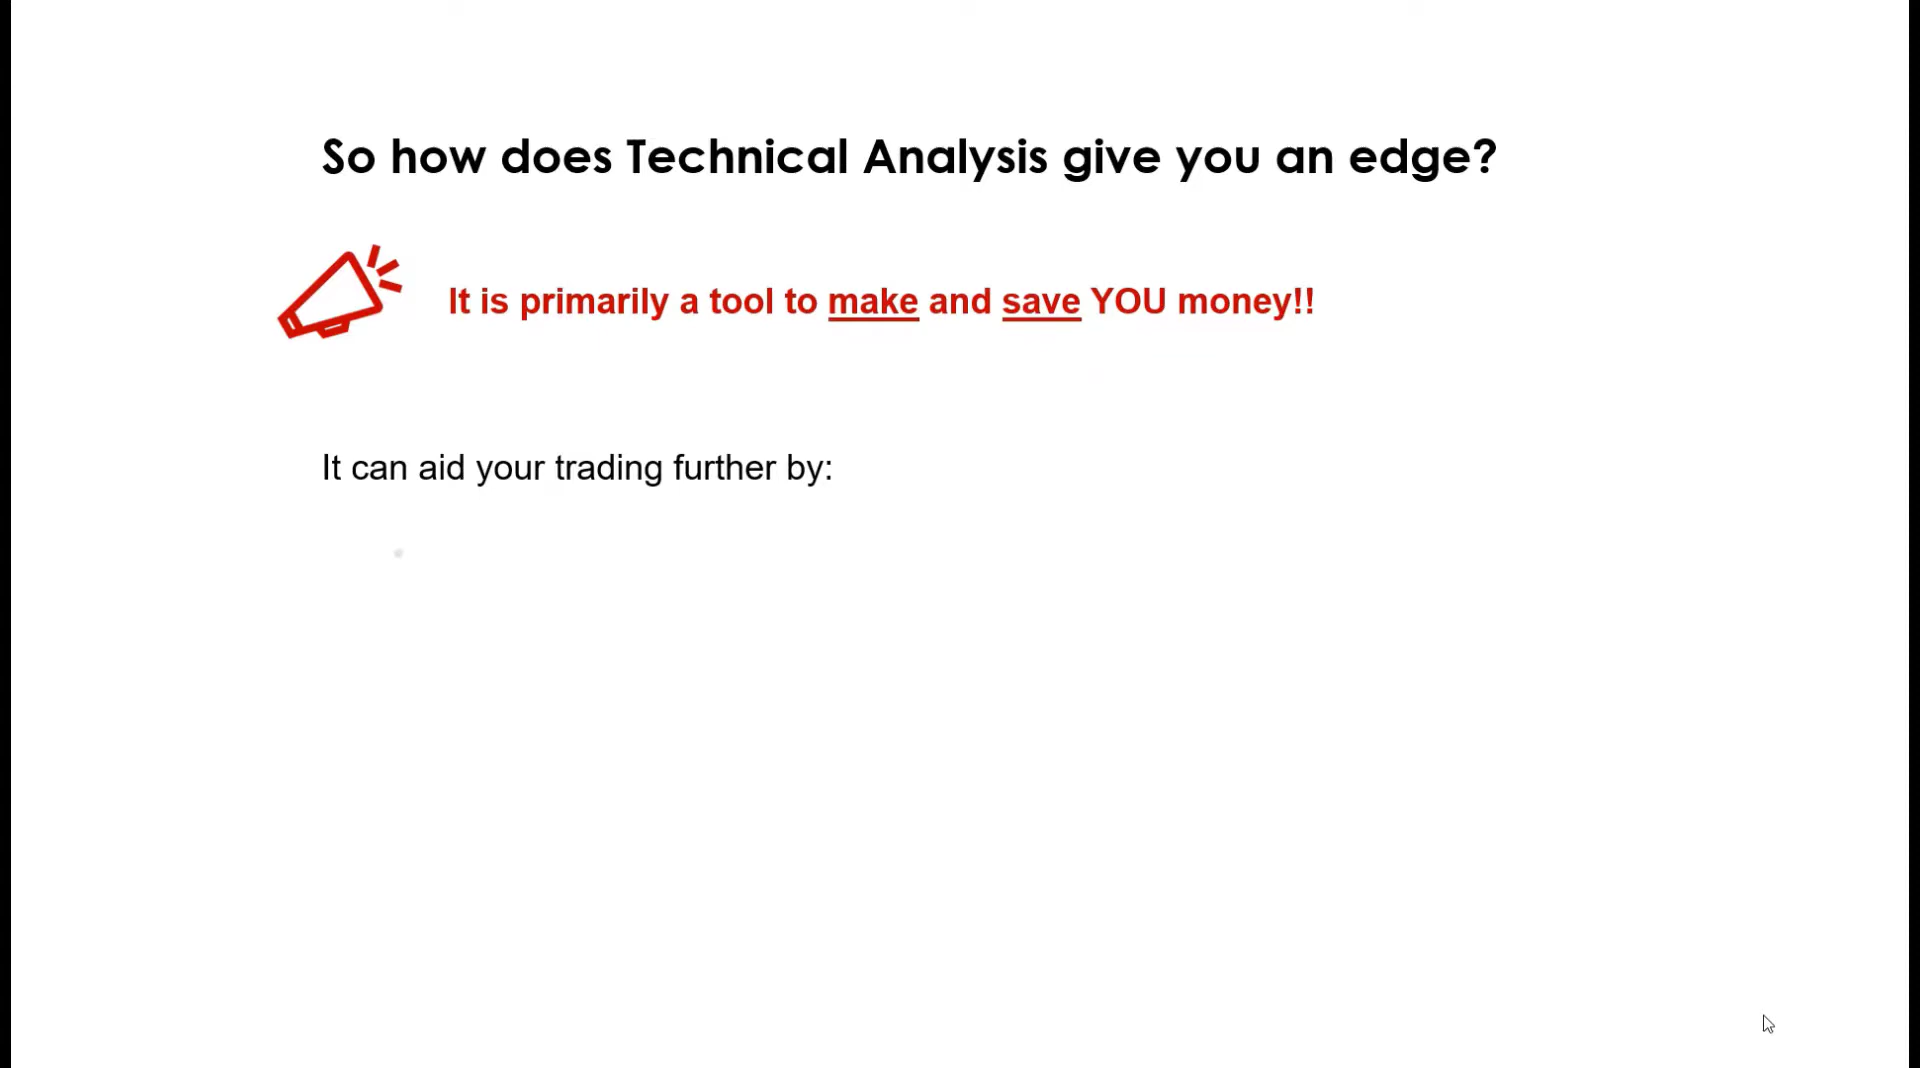 So how does Technical Analysis give you an edge?
It is primarily a tool to make and save YOU money!!
It can aid your trading further by: